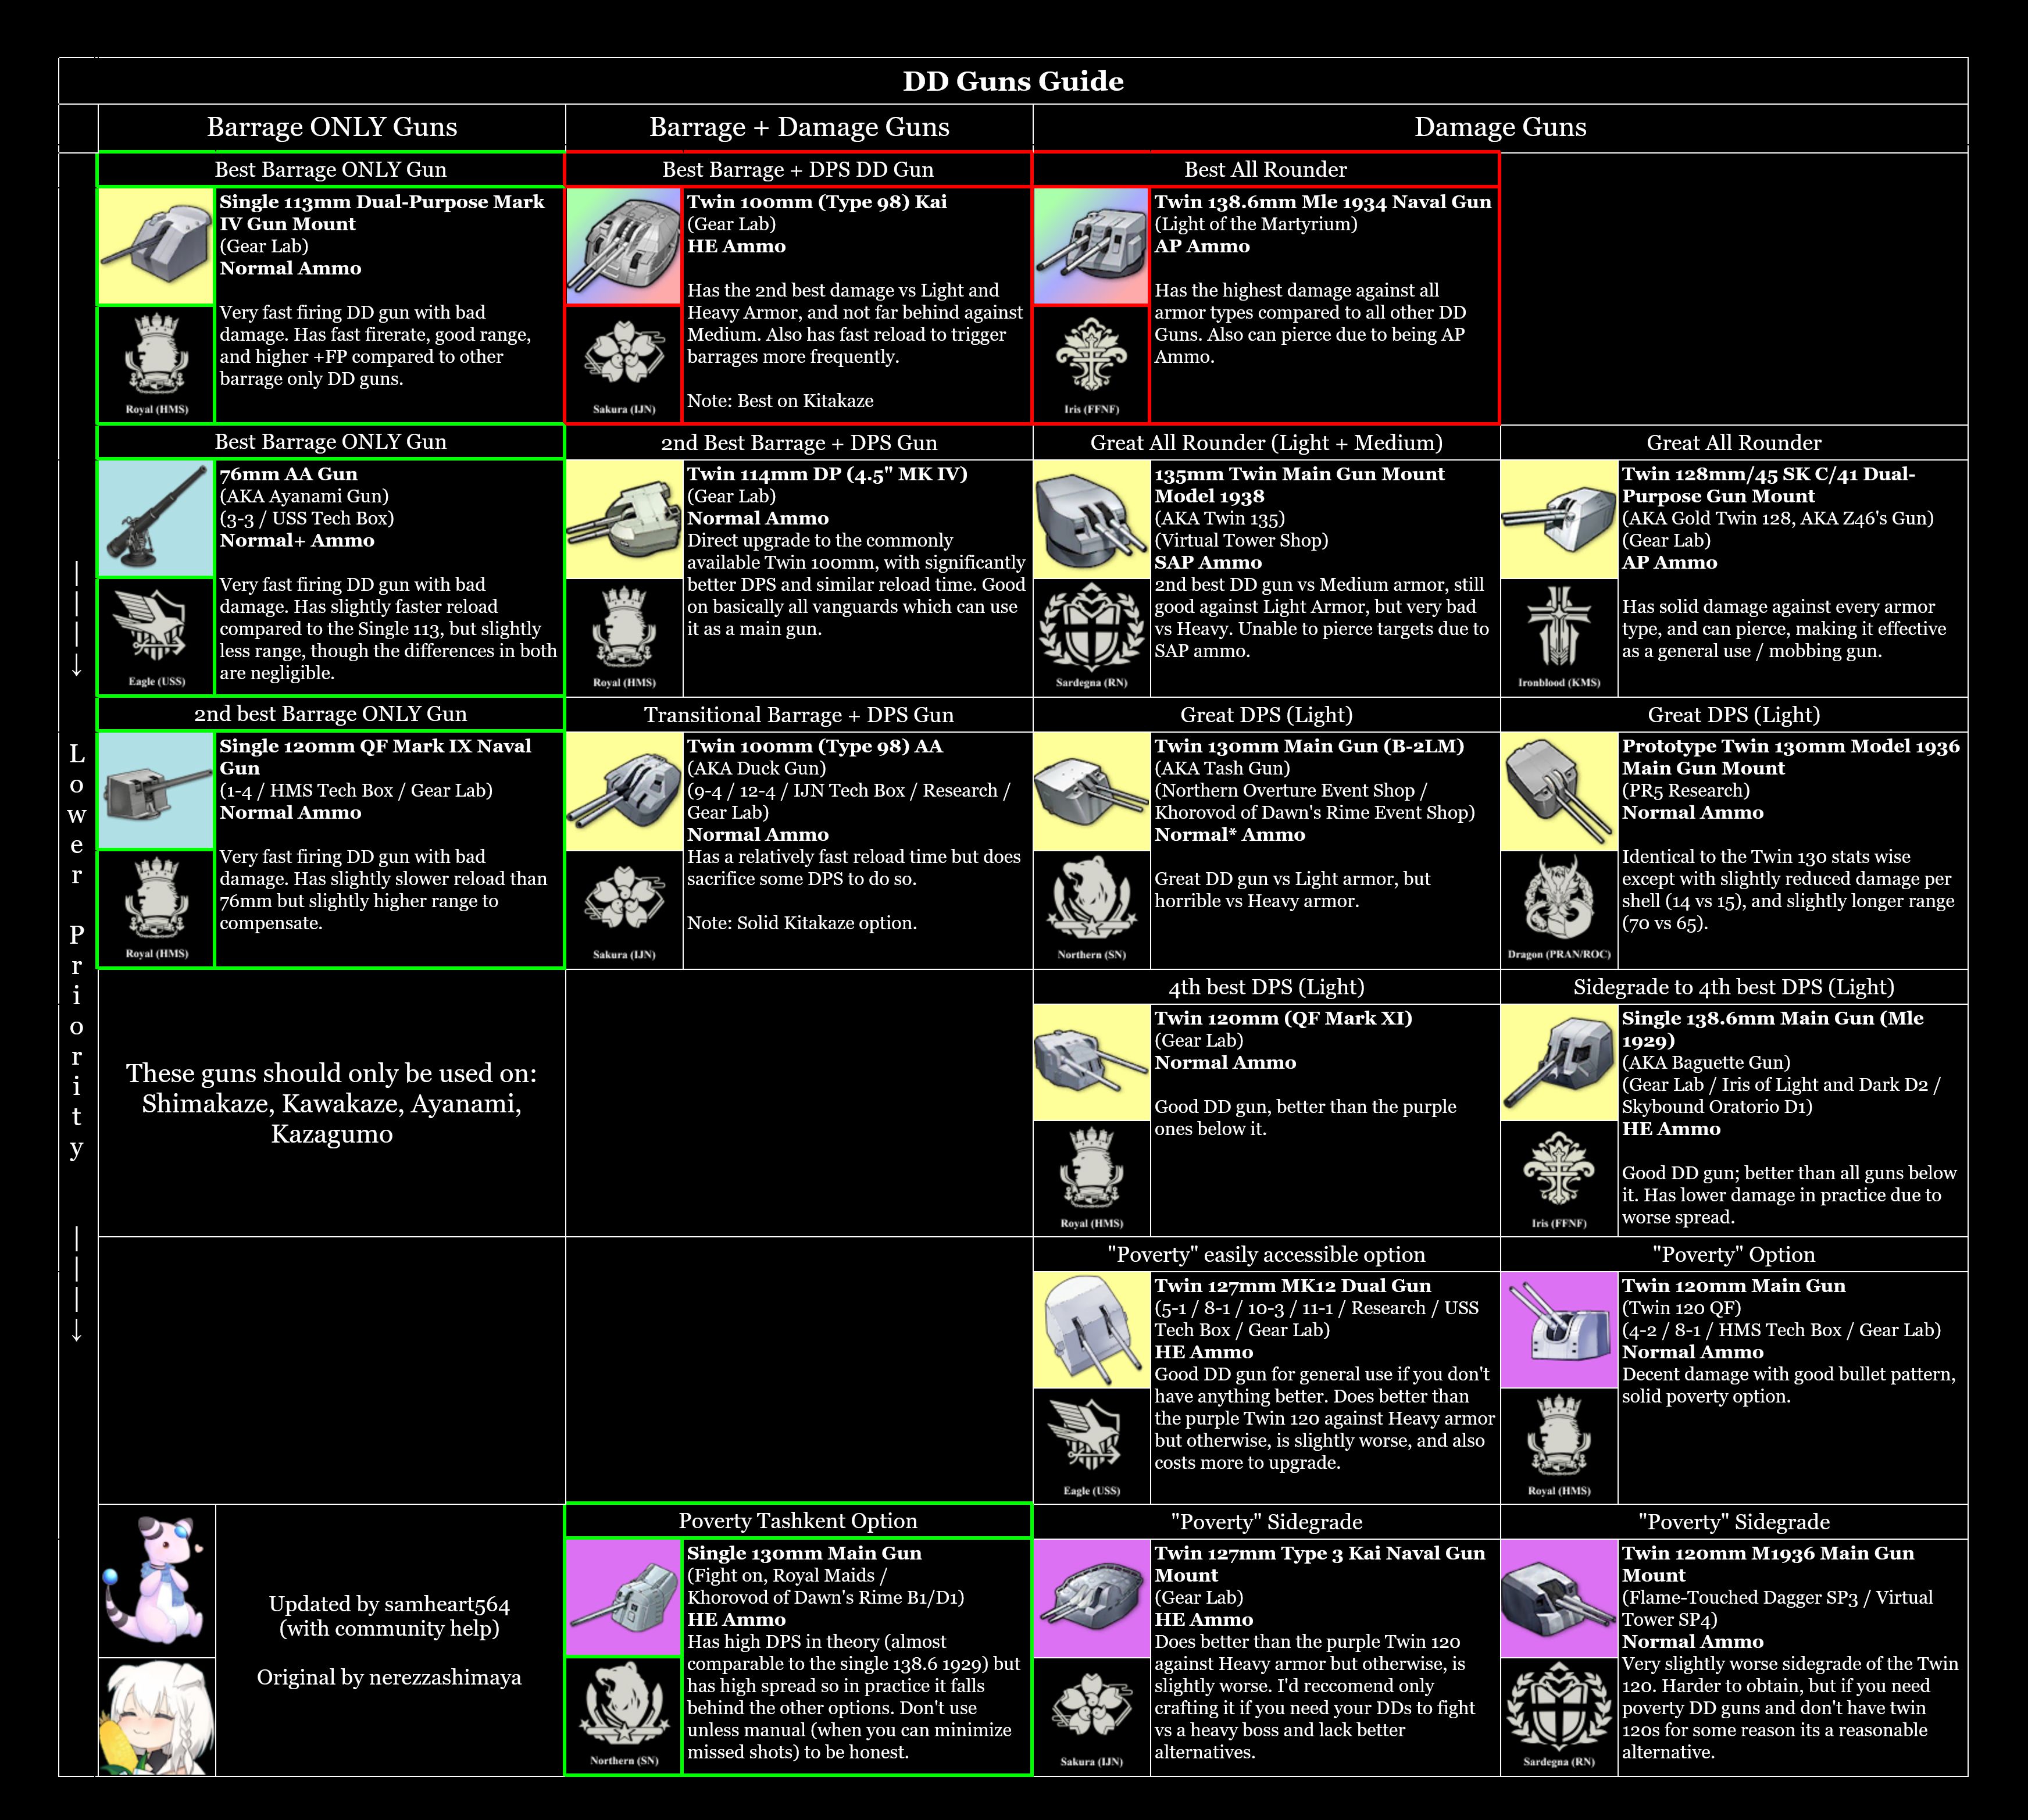 DD Guns Guide
Barrage ONLY Guns
Barrage + Damage Guns
Damage Guns
Lower Priority
Best Barrage ONLY Gun
Single 113mm Dual-Purpose Mark
IV Gun Mount
(Gear Lab)
Normal Ammo
Very fast firing DD gun with bad
damage. Has fast firerate, good range,
and higher +FP compared to other
barrage only DD guns.
Royal (HMS)
Best Barrage + DPS DD Gun
Twin 100mm (Type 98) Kai
(Gear Lab)
HE Ammo
Has the 2nd best damage vs Light and
Heavy Armor, and not far behind against
Medium. Also has fast reload to trigger
barrages more frequently.
Note: Best on Kitakaze
Sakura (IJN)
Best All Rounder
Twin 138.6mm Mle 1934 Naval Gun
(Light of the Martyrium)
AP Ammo
Has the highest damage against all
armor types compared to all other DD
Guns. Also can pierce due to being AP
Ammo.
Iris (FFNF)
Best Barrage ONLY Gun
76mm AA Gun
(AKA Ayanami Gun)
(3-3 / USS Tech Box)
Normal+ Ammo
Very fast firing DD gun with bad
damage. Has slightly faster reload
compared to the Single 113, but slightly
less range, though the differences in both
are negligible.
Eagle (USS)
2nd Best Barrage + DPS Gun
Twin 114mm DP (4.5" MK IV)
(Gear Lab)
Normal Ammo
Direct upgrade to the commonly
available Twin 100mm, with significantly
better DPS and similar reload time. Good
on basically all vanguards which can use
it as a main gun.
Royal (HMS)
Great All Rounder (Light + Medium)
135mm Twin Main Gun Mount
Model 1938
(AKA Twin 135)
(Virtual Tower Shop)
SAP Ammo
2nd best DD gun vs Medium armor, still
good against Light Armor, but very bad
vs Heavy. Unable to pierce targets due to
SAP ammo.
Sardegna (RN)
Great All Rounder
Twin 128mm/45 SK C/41 Dual-
Purpose Gun Mount
(AKA Gold Twin 128, AKA Z46's Gun)
(Gear Lab)
AP Ammo
Has solid damage against every armor
type, and can pierce, making it effective
as a general use / mobbing gun.
Ironblood (KMS)
2nd best Barrage ONLY Gun
Single 120mm QF Mark IX Naval
Gun
(1-4 / HMS Tech Box / Gear Lab)
Normal Ammo
Very fast firing DD gun with bad
damage. Has slightly slower reload than
76mm but slightly higher range to
compensate.
Royal (HMS)
Transitional Barrage + DPS Gun
Twin 100mm (Type 98) AA
(AKA Duck Gun)
(9-4 / 12-4 / IJN Tech Box / Research /
Gear Lab)
Normal Ammo
Has a relatively fast reload time but does
sacrifice some DPS to do so.
Note: Solid Kitakaze option.
Sakura (IJN)
Great DPS (Light)
Twin 130mm Main Gun (B-2LM)
(AKA Tash Gun)
(Northern Overture Event Shop /
Khorovod of Dawn's Rime Event Shop)
Normal* Ammo
Great DD gun vs Light armor, but
horrible vs Heavy armor.
Northern (SN)
Great DPS (Light)
Prototype Twin 130mm Model 1936
Main Gun Mount
(PR5 Research)
Normal Ammo
Identical to the Twin 130 stats wise
except with slightly reduced damage per
shell (14 vs 15), and slightly longer range
(70 vs 65).
Dragon (PRAN/ROC)
These guns should only be used on:
Shimakaze, Kawakaze, Ayanami,
Kazagumo
4th best DPS (Light)
Twin 120mm (QF Mark XI)
(Gear Lab)
Normal Ammo
Good DD gun, better than the purple
ones below it.
Royal (HMS)
Sidegrade to 4th best DPS (Light)
Single 138.6mm Main Gun (Mle
1929)
(AKA Baguette Gun)
(Gear Lab / Iris of Light and Dark D2 /
Skybound Oratorio D1)
HE Ammo
Good DD gun; better than all guns below
it. Has lower damage in practice due to
worse spread.
Iris (FFNF)
"Poverty" easily accessible option
Twin 127mm MK12 Dual Gun
(5-1 / 8-1 / 10-3 / 11-1 / Research / USS
Tech Box / Gear Lab)
HE Ammo
Good DD gun for general use if you don't
have anything better. Does better than
the purple Twin 120 against Heavy armor
but otherwise, is slightly worse, and also
costs more to upgrade.
Eagle (USS)
"Poverty" Option
Twin 120mm Main Gun
(Twin 120 QF)
(4-2 / 8-1 / HMS Tech Box / Gear Lab)
Normal Ammo
Decent damage with good bullet pattern,
solid poverty option.
Royal (HMS)
Updated by samheart564
(with community help)
Original by nerezzashimaya
Poverty Tashkent Option
Single 130mm Main Gun
(Fight on, Royal Maids /
Khorovod of Dawn's Rime B1/D1)
HE Ammo
Has high DPS in theory (almost
comparable to the single 138.6 1929) but
has high spread so in practice it falls
behind the other options. Don't use
unless manual (when you can minimize
missed shots) to be honest.
Northern (SN)
"Poverty" Sidegrade
Twin 127mm Type 3 Kai Naval Gun
Mount
(Gear Lab)
HE Ammo
Does better than the purple Twin 120
against Heavy armor but otherwise, is
slightly worse. I'd reccomend only
crafting it if you need your DDs to fight
vs a heavy boss and lack better
alternatives.
Sakura (IJN)
"Poverty" Sidegrade
Twin 120mm M1936 Main Gun
Mount
(Flame-Touched Dagger SP3 / Virtual
Tower SP4)
Normal Ammo
Very slightly worse sidegrade of the Twin
120. Harder to obtain, but if you need
poverty DD guns and don't have twin
120s for some reason its a reasonable
alternative.
Sardegna (RN)